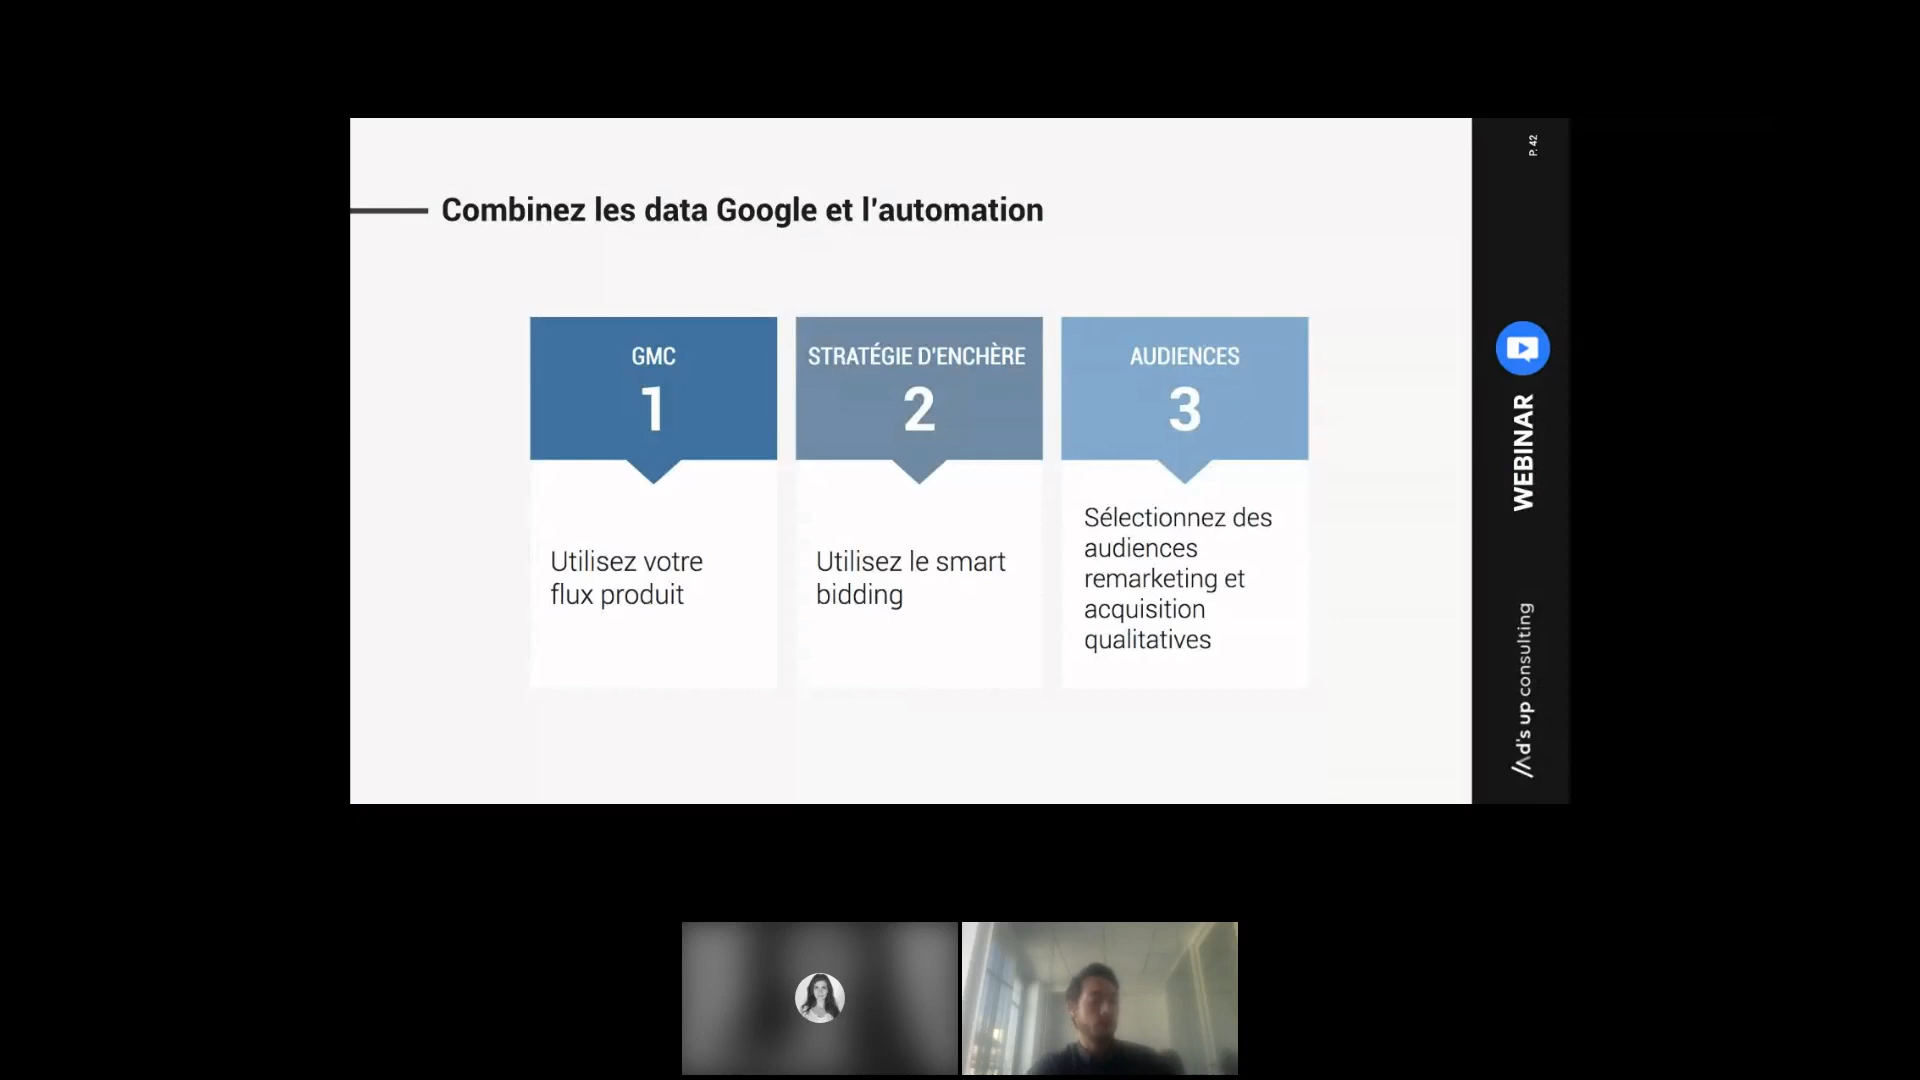 Combinez les data Google et l'automation
GMC
1
Utilisez votre
flux produit
STRATÉGIE D'ENCHÈRE
2
Utilisez le smart
bidding
AUDIENCES
3
Sélectionnez des
audiences
remarketing et
acquisition
qualitatives
P. 42
WEBINAR
//Ad's up consulting